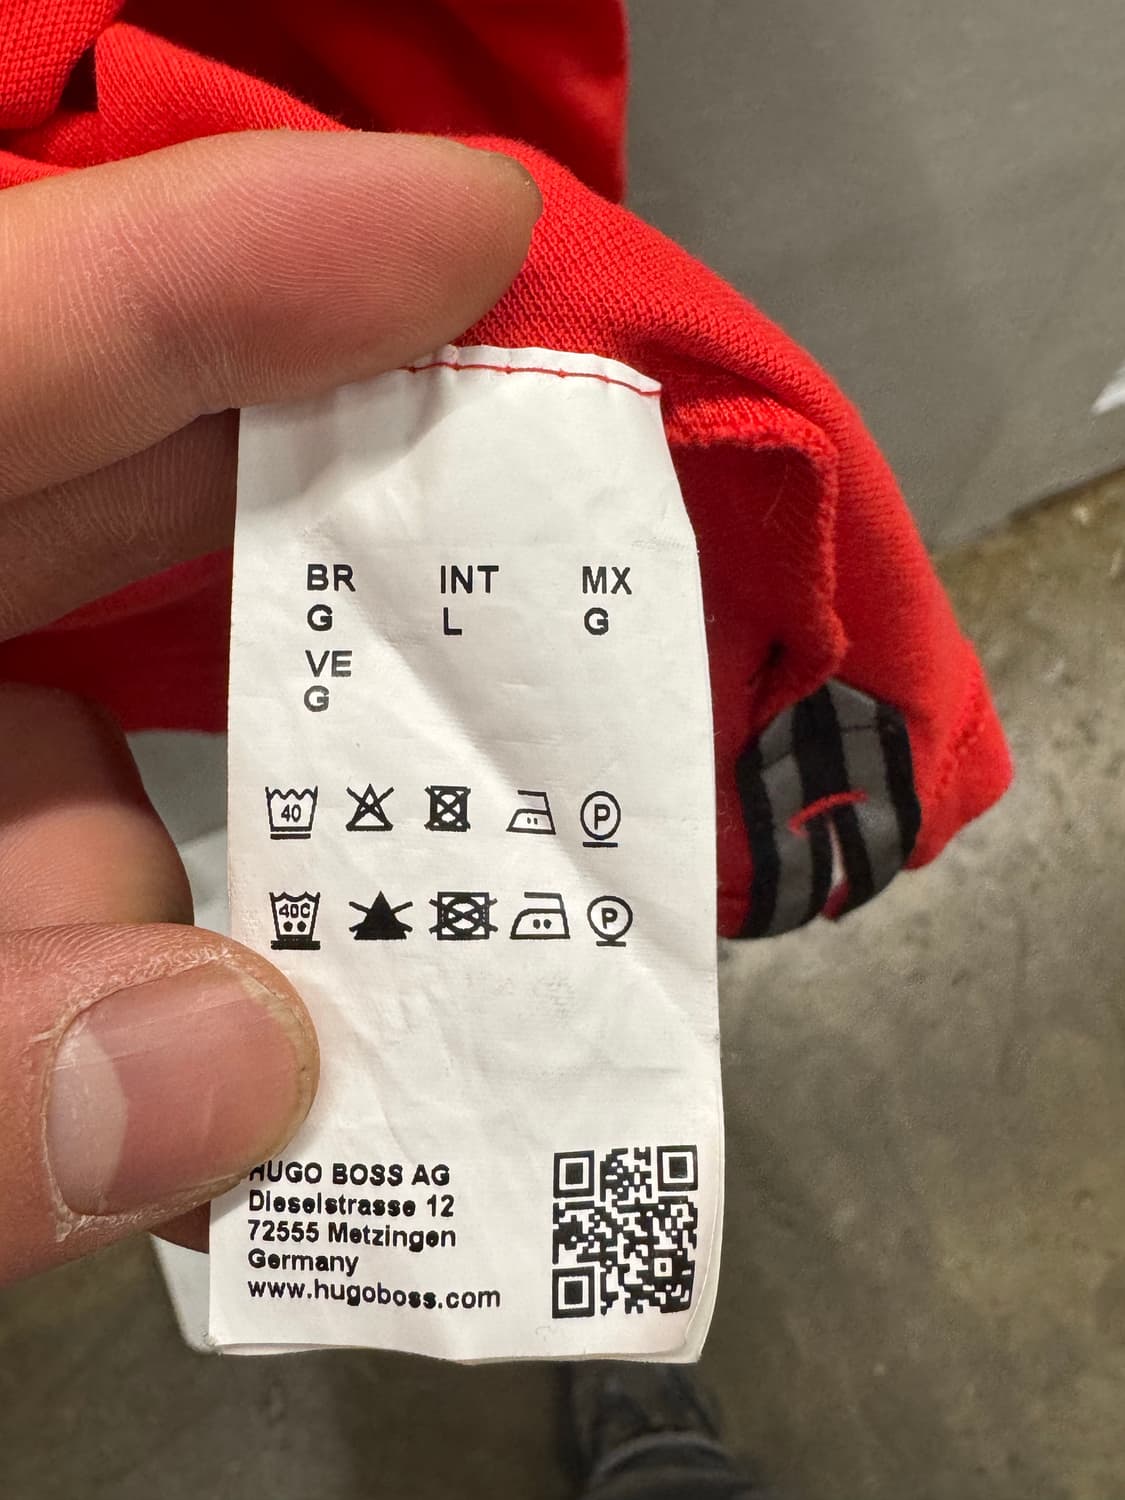 BR INT MX
G L G
VE
G
40 P
40C P
HUGO BOSS AG
Dieselstrasse 12
72555 Metzingen
Germany
www.hugoboss.com